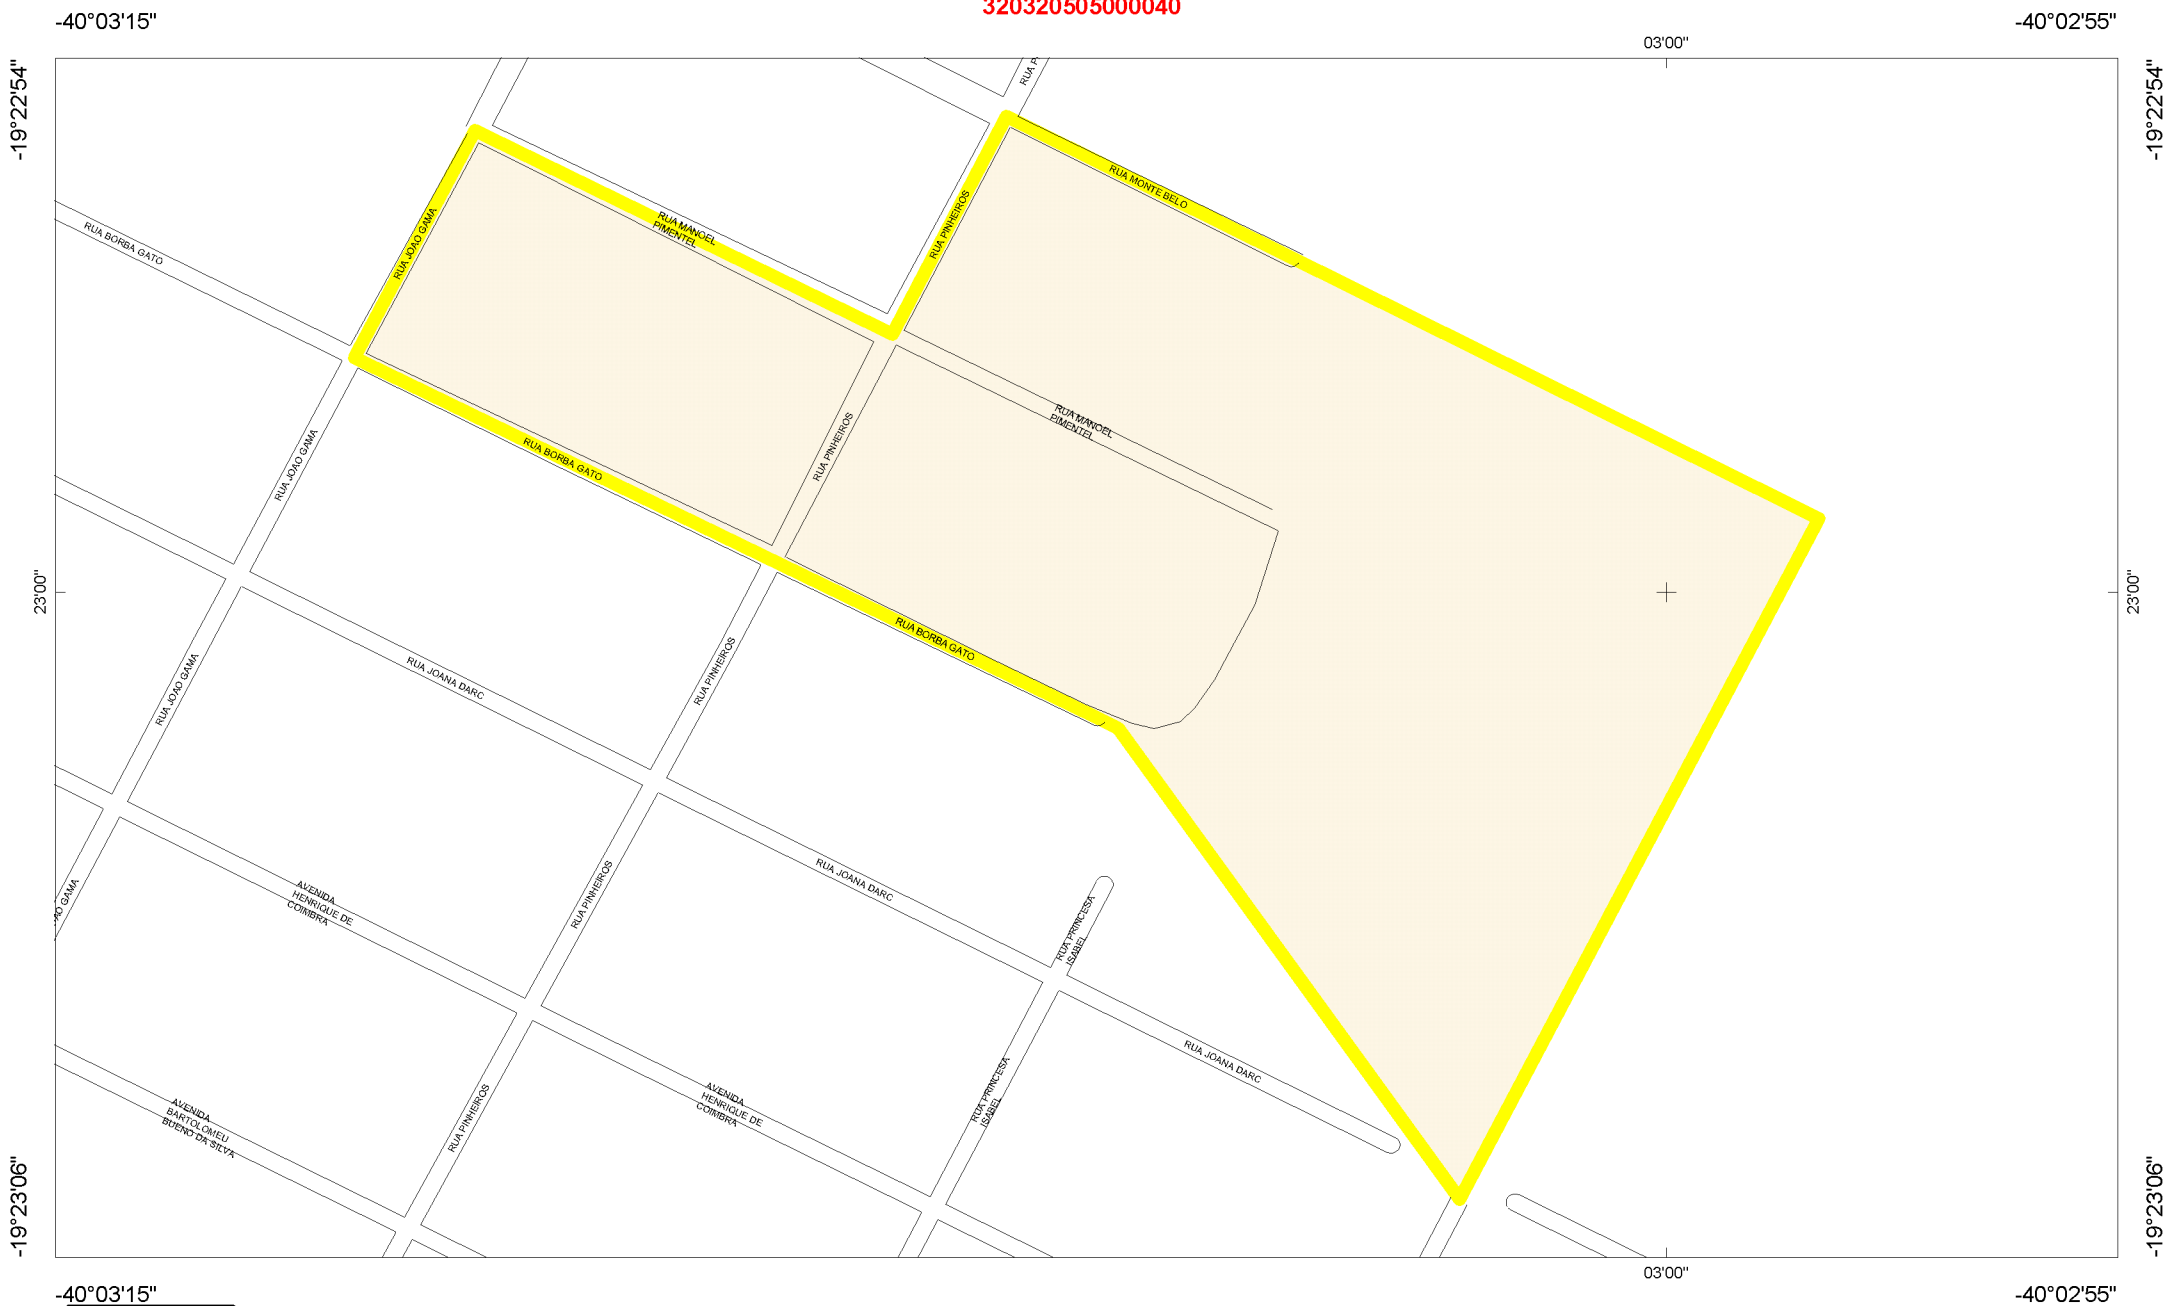 320320505000040
-40°03'15"
-40°02'55"
03'00"
-19°22'54"
-19°22'54"
RUA P
RUA MONTE BELO
RUA JOAO GAMA
RUA MANOEL
PIMENTEL
RUA PINHEIROS
RUA BORBA GATO
RUA MANOEL
PIMENTEL
RUA PINHEIROS
RUA JOAO GAMA
RUA BORBA GATO
23'00"
23'00"
RUA BORBA GATO
RUA JOAO GAMA
RUA JOANA DARC
RUA PINHEIROS
RUA JOANA DARC
AO GAMA
AVENIDA
HENRIQUE DE
COIMBRA
RUA PINHEIROS
RUA PRINCESA
ISABEL
RUA JOANA DARC
RUA PRINCESA
ISABEL
AVENIDA
HENRIQUE DE
COIMBRA
RUA PINHEIROS
AVENIDA
BARTOLOMEU
BUENO DA SILVA
-19°23'06"
-19°23'06"
03'00"
-40°03'15"
-40°02'55"